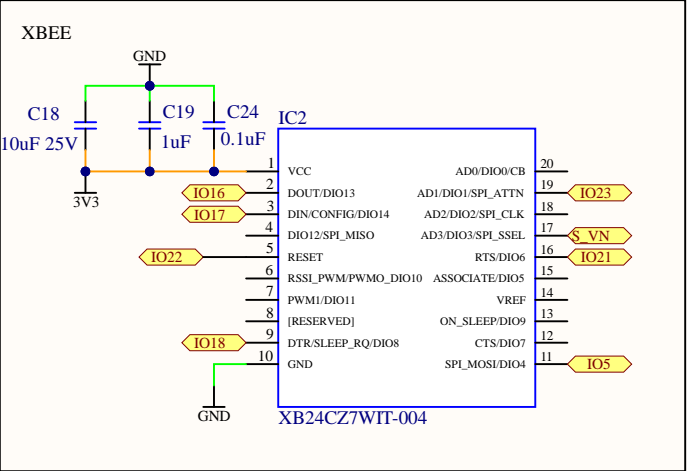 XBEE
GND
C18
C19
C24
IC2
10uF 25V
1uF
0.1uF
3V3
1 VCC AD0/DIO0/CB 20
IO16 2 DOUT/DIO13 AD1/DIO1/SPI_ATTN 19 IO23
IO17 3 DIN/CONFIG/DIO14 AD2/DIO2/SPI_CLK 18
4 DIO12/SPI_MISO AD3/DIO3/SPI_SSEL 17 S_VN
IO22 5 RESET RTS/DIO6 16 IO21
6 RSSI_PWM/PWMO_DIO10 ASSOCIATE/DIO5 15
7 PWM1/DIO11 VREF 14
8 [RESERVED] ON_SLEEP/DIO9 13
IO18 9 DTR/SLEEP_RQ/DIO8 CTS/DIO7 12
10 GND SPI_MOSI/DIO4 11 IO5
GND
XB24CZ7WIT-004